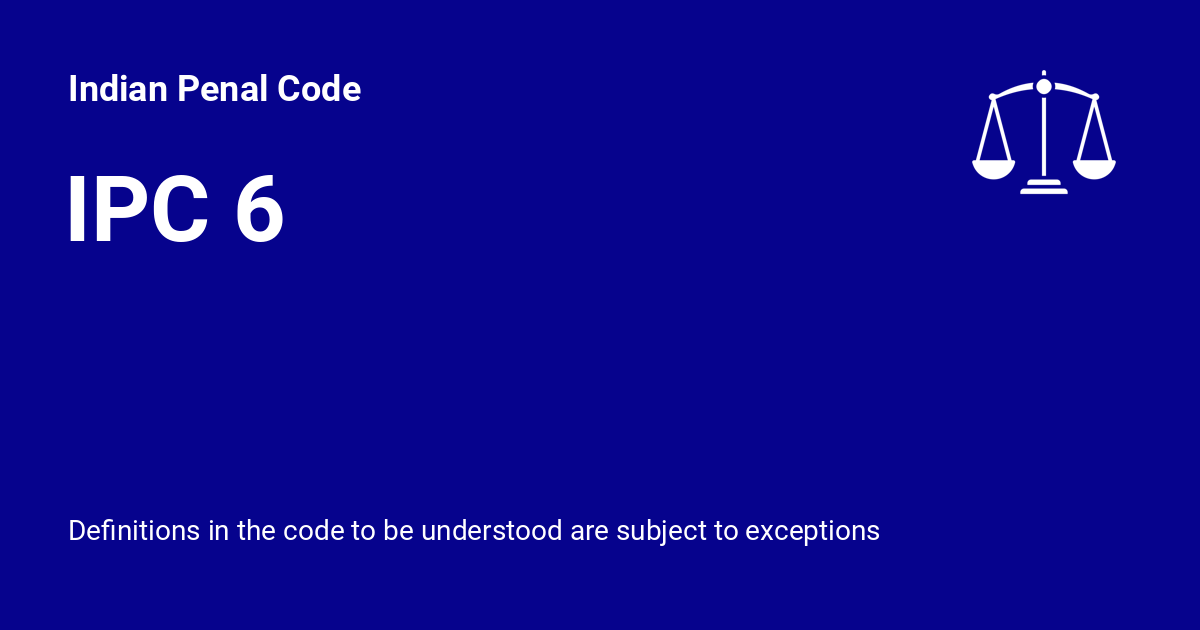 Indian Penal Code
IPC 6
Definitions in the code to be understood are subject to exceptions